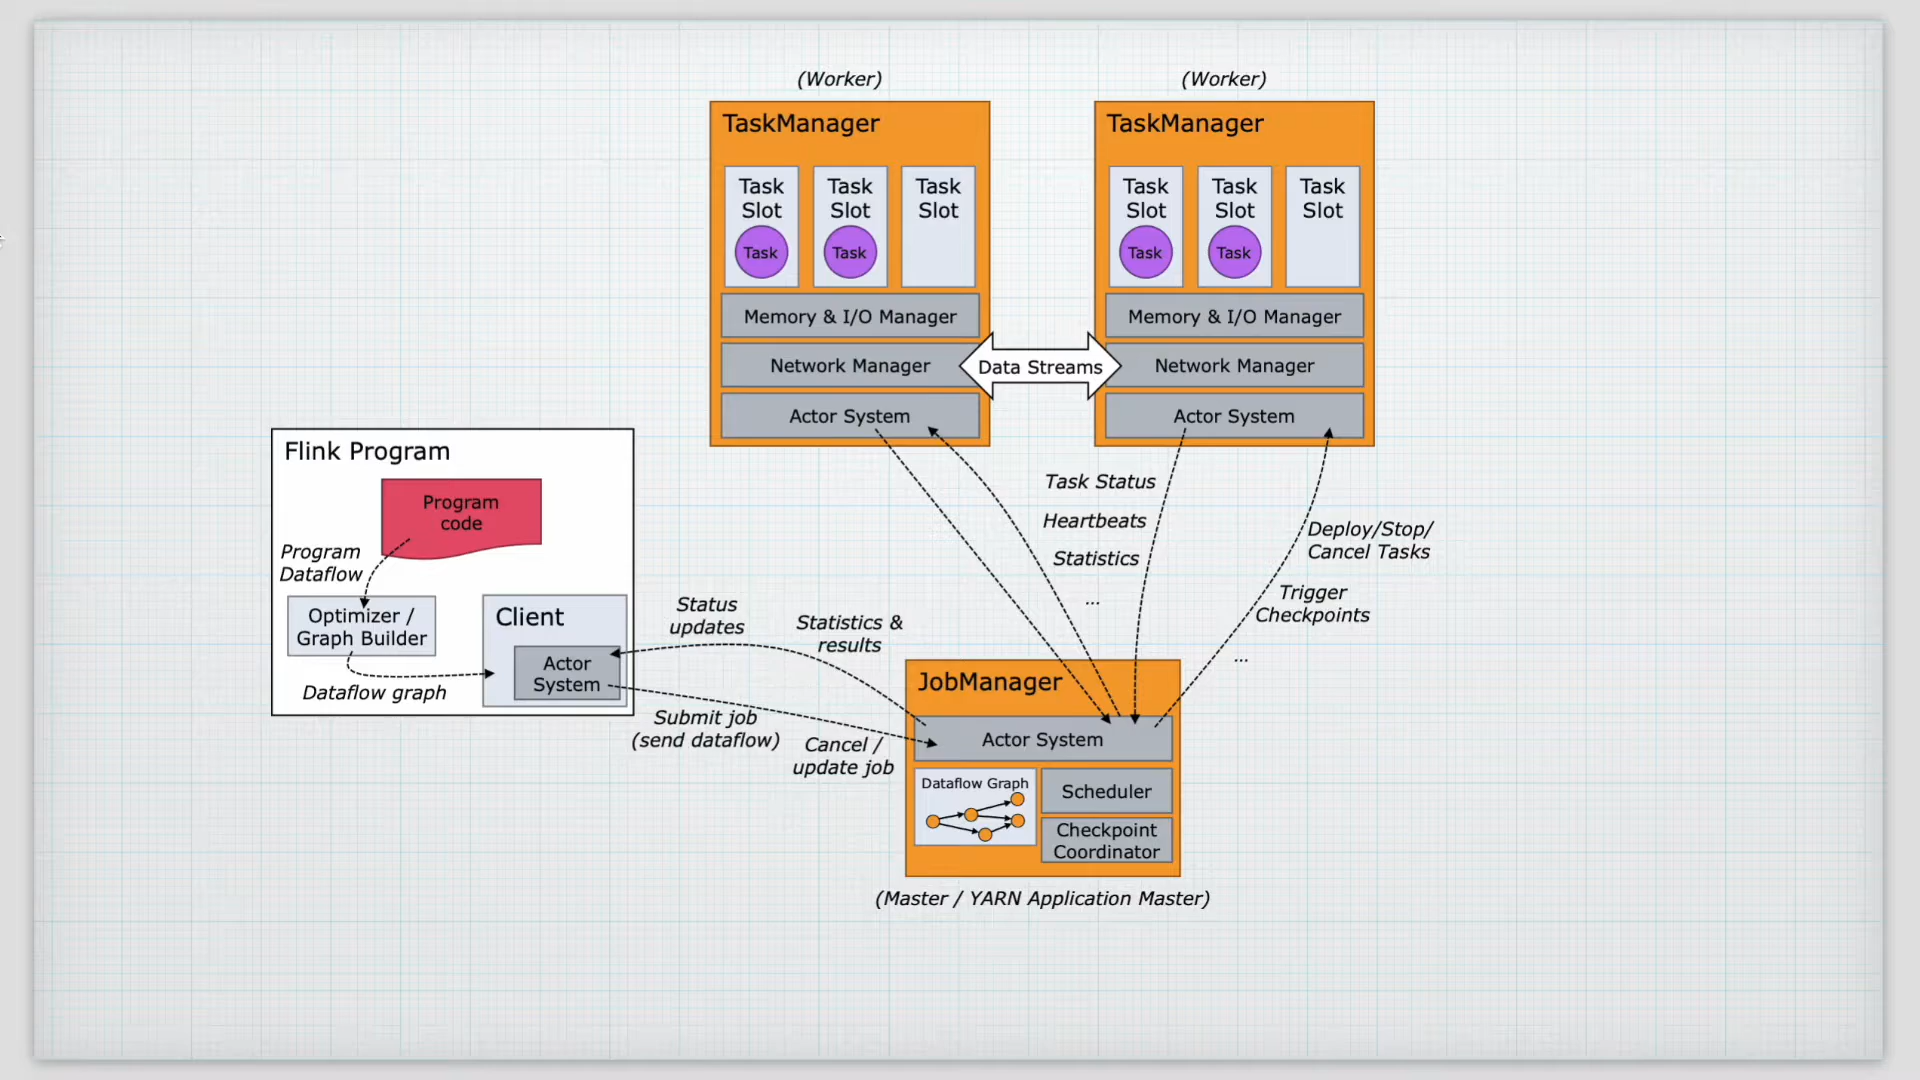 (Worker)
(Worker)
TaskManager
TaskManager
Task
Slot
Task
Task
Slot
Task
Task
Slot
Task
Slot
Task
Task
Slot
Task
Task
Slot
Memory & I/O Manager
Memory & I/O Manager
Network Manager
Data Streams
Network Manager
Actor System
Actor System
Flink Program
Program
code
Program
Dataflow
Optimizer /
Graph Builder
Dataflow graph
Client
Actor
System
Status
updates
Statistics &
results
Submit job
(send dataflow)
Cancel /
update job
Task Status
Heartbeats
Statistics
...
Deploy/Stop/
Cancel Tasks
Trigger
Checkpoints
...
JobManager
Actor System
Dataflow Graph
Scheduler
Checkpoint
Coordinator
(Master / YARN Application Master)